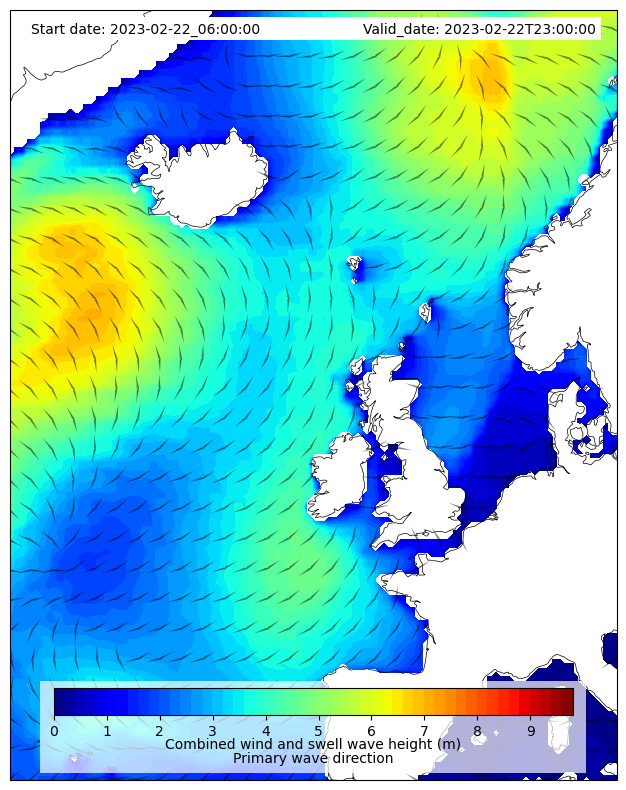 Start date: 2023-02-22_06:00:00 Valid_date: 2023-02-22T23:00:00
0 1 2 3 4 5 6 7 8 9
Combined wind and swell wave height (m)
Primary wave direction